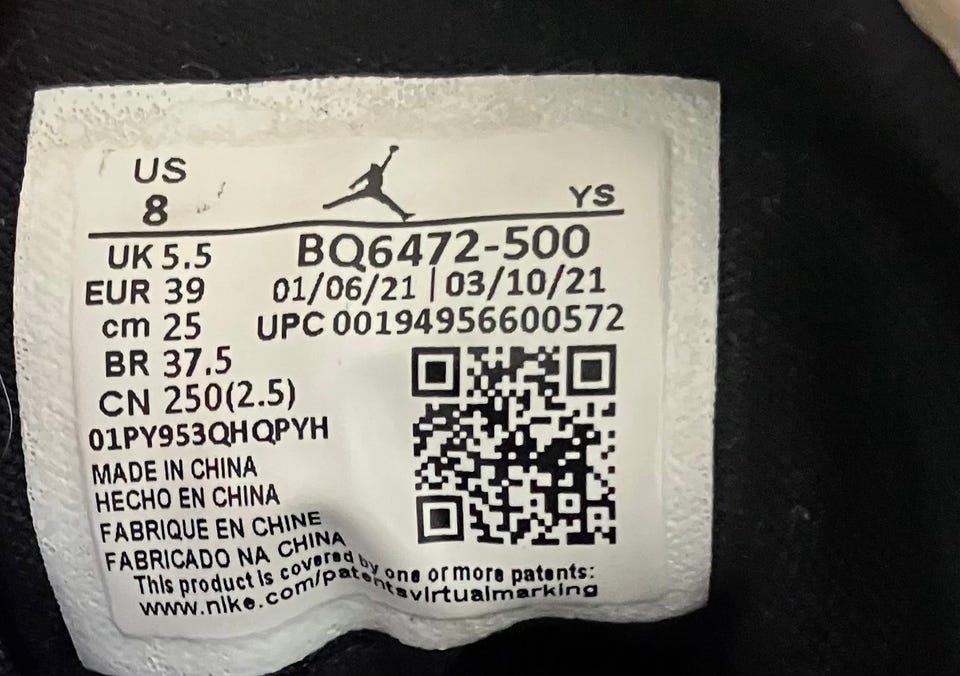 US
8
YS
UK 5.5
BQ6472-500
EUR 39
01/06/21 | 03/10/21
cm 25
UPC 00194956600572
BR 37.5
CN 250(2.5)
01PY953QHQPYH
MADE IN CHINA
HECHO EN CHINA
FABRIQUE EN CHINE
FABRICADO NA CHINA
This product is covered by one or more patents:
www.nike.com/patentsvirtualmarking